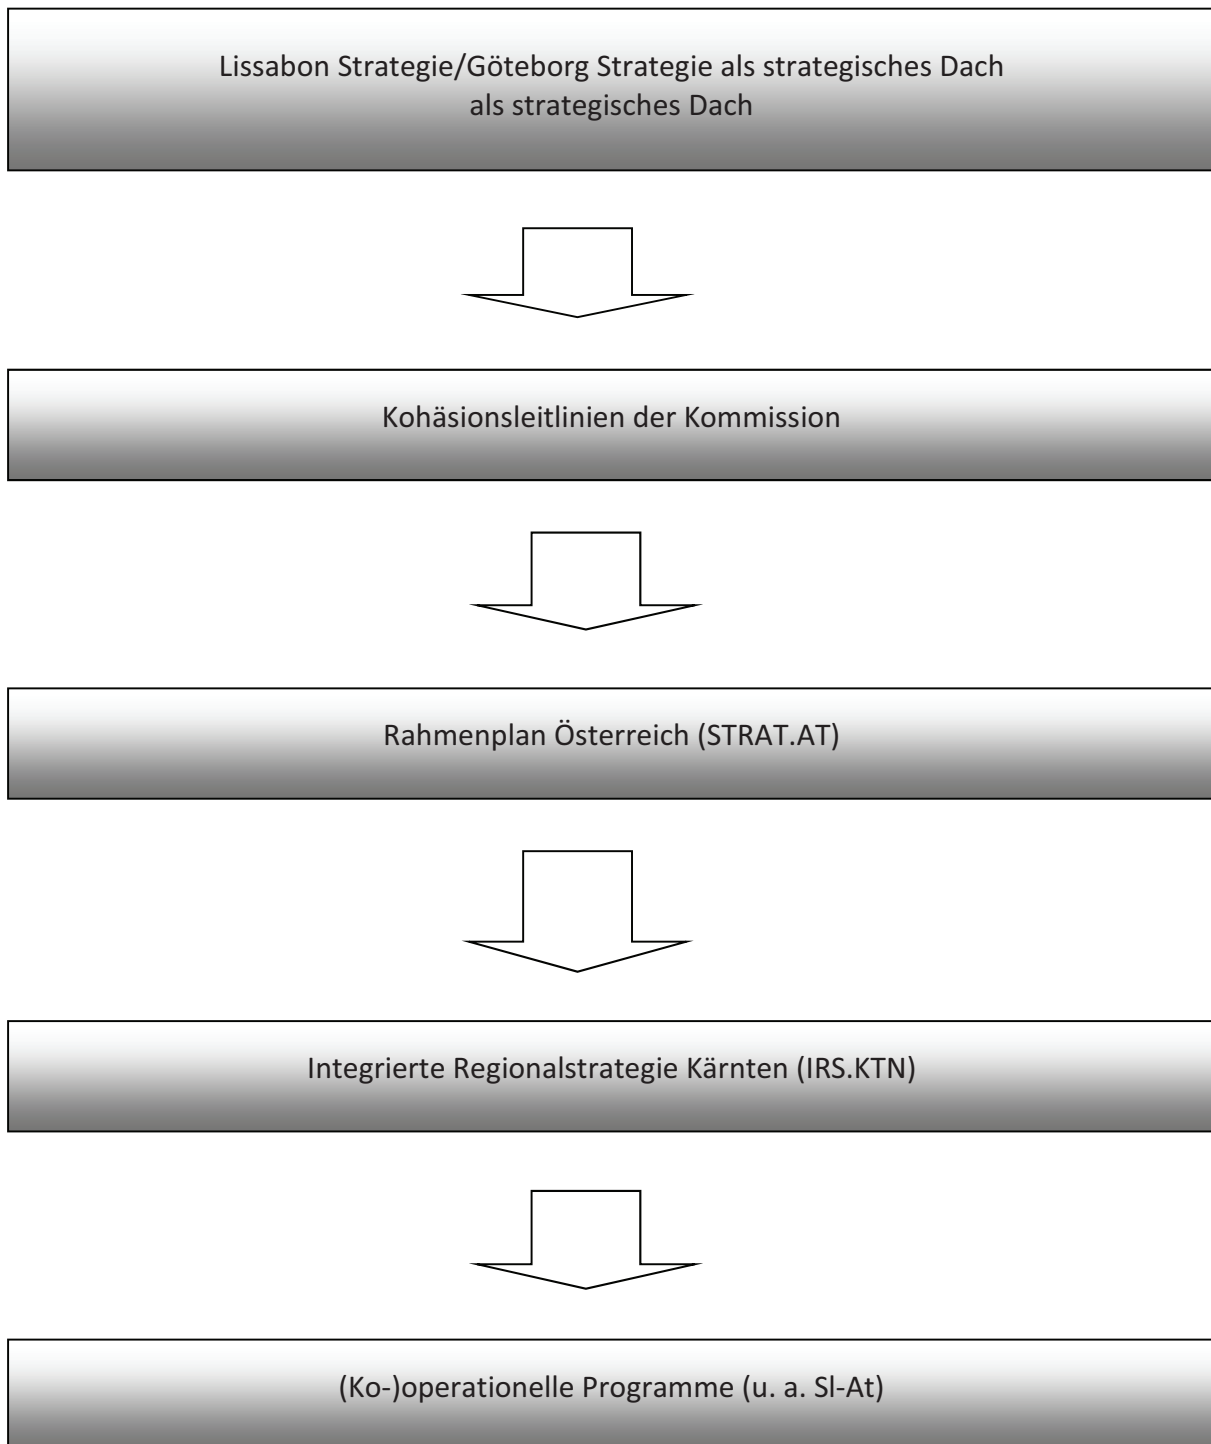 Lissabon Strategie/Göteborg Strategie als strategisches Dach
als strategisches Dach
Kohäsionsleitlinien der Kommission
Rahmenplan Österreich (STRAT.AT)
Integrierte Regionalstrategie Kärnten (IRS.KTN)
(Ko-)operationelle Programme (u. a. Sl-At)